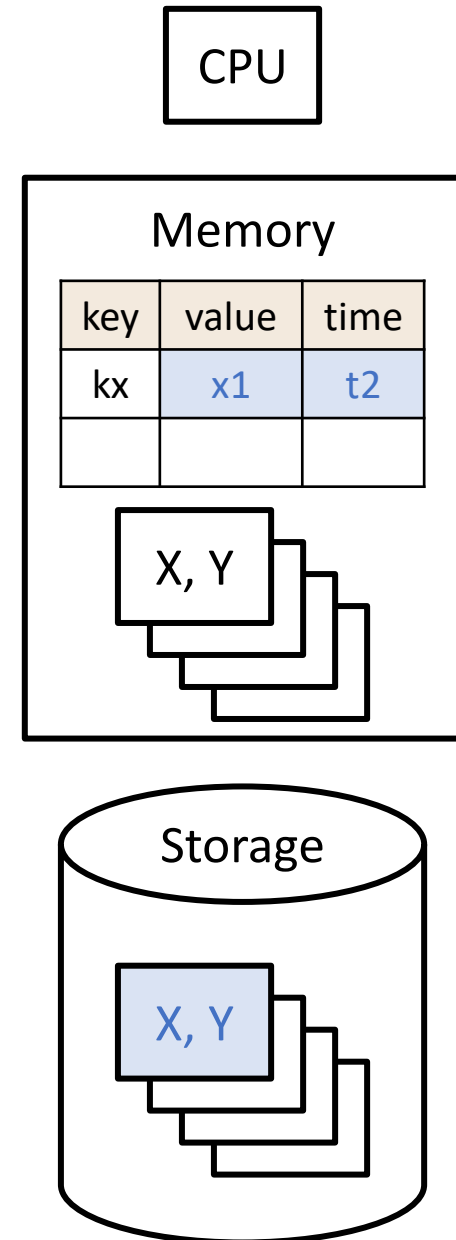 CPU
Memory
key value time
kx x1 t2
X, Y
Storage
X, Y